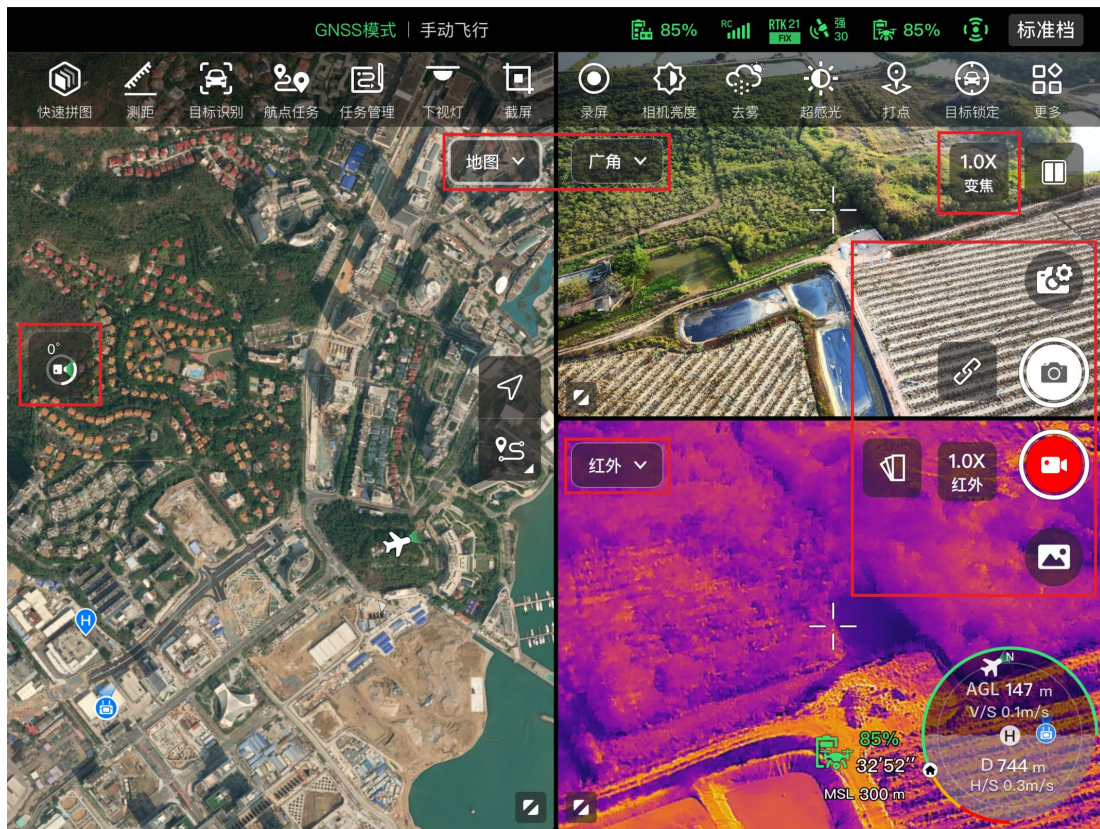 GNSS模式 | 手动飞行
85%
RC
RTK 21
FIX
强
30
85%
标准档
快速拼图
测距
目标识别
航点任务
任务管理
下视灯
截屏
录屏
相机亮度
去雾
超感光
打点
目标锁定
更多
地图
广角
1.0X
变焦
0°
红外
1.0X
红外
H
N
AGL 147 m
V/S 0.1m/s
H
D 744 m
H/S 0.3m/s
85%
32'52''
MSL 300 m